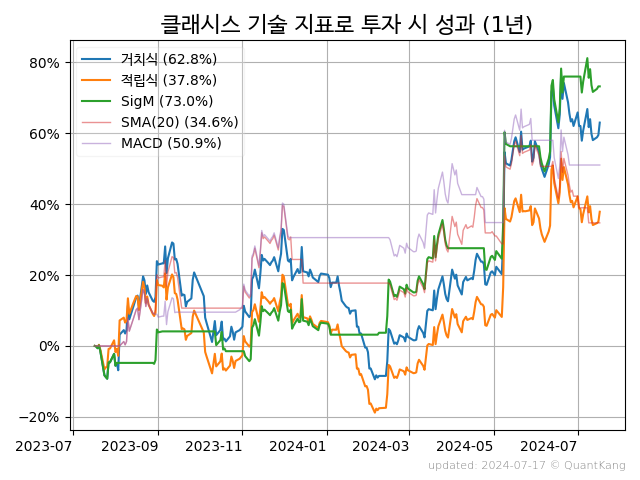 클래시스 기술 지표로 투자 시 성과 (1년)
거치식 (62.8%)
적립식 (37.8%)
SigM (73.0%)
SMA(20) (34.6%)
MACD (50.9%)
80%
60%
40%
20%
0%
−20%
2023-07 2023-09 2023-11 2024-01 2024-03 2024-05 2024-07
updated: 2024-07-17 © QuantKang